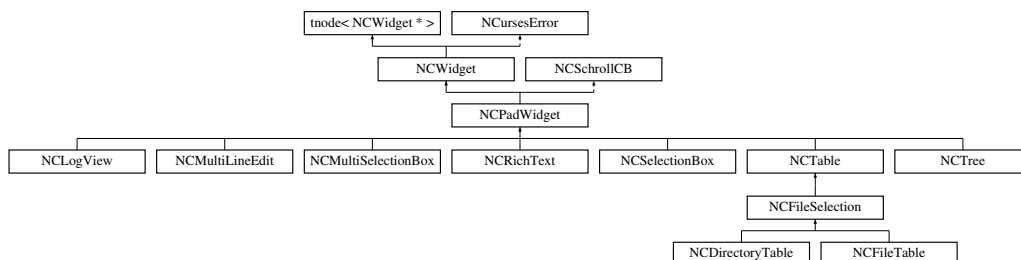 tnode< NCWidget * >
NCursesError
NCWidget
NCSchrollCB
NCPadWidget
NCLogView
NCMultiLineEdit
NCMultiSelectionBox
NCRichText
NCSelectionBox
NCTable
NCTree
NCFileSelection
NCDirectoryTable
NCFileTable